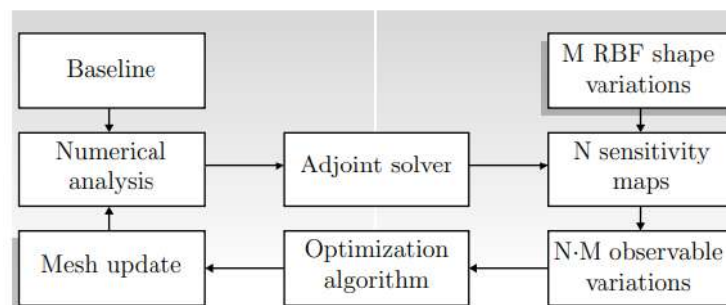 Baseline
M RBF shape
variations
Numerical
analysis
Adjoint solver
N sensitivity
maps
Mesh update
Optimization
algorithm
N·M observable
variations